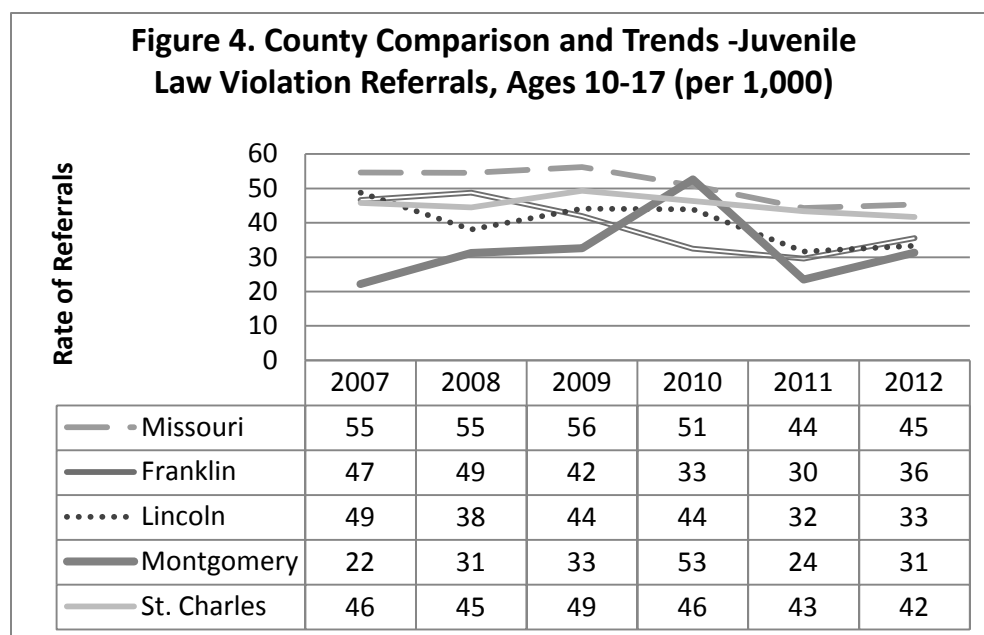 Figure 4. County Comparison and Trends -Juvenile
Law Violation Referrals, Ages 10-17 (per 1,000)
Rate of Referrals
60
50
40
30
20
10
0
2007 2008 2009 2010 2011 2012
Missouri 55 55 56 51 44 45
Franklin 47 49 42 33 30 36
Lincoln 49 38 44 44 32 33
Montgomery 22 31 33 53 24 31
St. Charles 46 45 49 46 43 42